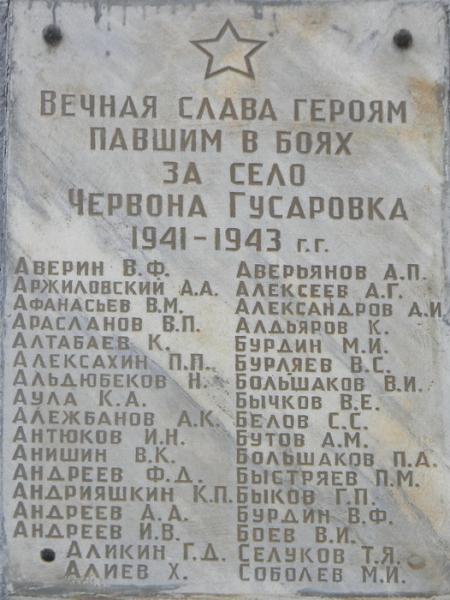 ВЕЧНАЯ СЛАВА ГЕРОЯМ
ПАВШИМ В БОЯХ
ЗА СЕЛО
ЧЕРВОНА ГУСАРОВКА
1941-1943 г.г.
АВЕРИН В.Ф.
АРЖИЛОВСКИЙ А.А.
АФАНАСЬЕВ В.М.
АРАСЛАНОВ В.П.
АЛТАБАЕВ К.
АЛЕКСАХИН П.П.
АЛЬДЮБЕКОВ Н.
АУЛА К.А.
АЛЕЖБАНОВ А.К.
АНТЮКОВ И.Н.
АНИШИН В.К.
АНДРЕЕВ Ф.Д.
АНДРИЯШКИН К.П.
АНДРЕЕВ А.А.
АНДРЕЕВ И.В.
АЛИКИН Г.Д.
АЛИЕВ Х.
АВЕРЬЯНОВ А.П.
АЛЕКСЕЕВ А.Г.
АЛЕКСАНДРОВ А.И.
АЛДЬЯРОВ К.
БУРДИН М.И.
БУРЛЯЕВ В.С.
БОЛЬШАКОВ В.И.
БЫЧКОВ В.Е.
БЕЛОВ С.С.
БУТОВ А.М.
БОЛЬШАКОВ П.А.
БЫСТРЯЕВ П.М.
БЫКОВ Г.П.
БУРДИН В.Ф.
БОЕВ В.И.
СЕЛУКОВ Т.Я.
СОБОЛЕВ М.И.